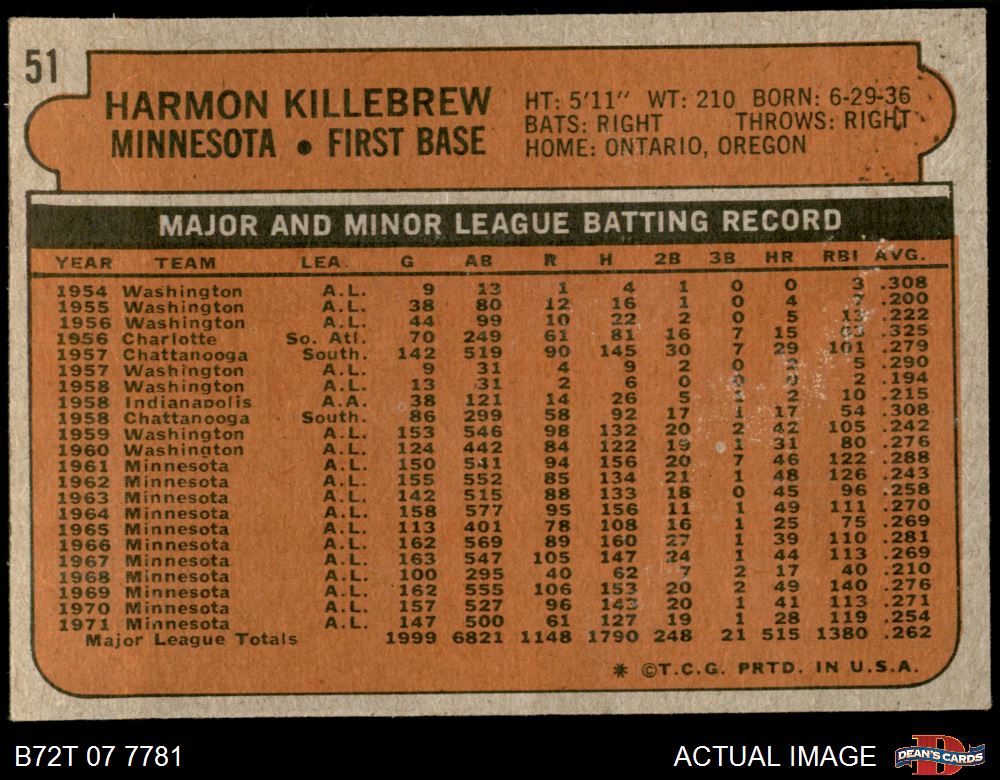 51
HARMON KILLEBREW
MINNESOTA • FIRST BASE
HT: 5'11" WT: 210 BORN: 6-29-36
BATS: RIGHT THROWS: RIGHT
HOME: ONTARIO, OREGON
MAJOR AND MINOR LEAGUE BATTING RECORD
YEAR TEAM LEA. G AB R H 2B 3B HR RBI AVG.
1954 Washington A.L. 9 13 1 4 1 0 0 3 .308
1955 Washington A.L. 38 80 12 16 1 0 4 7 .200
1956 Washington A.L. 44 99 10 22 2 0 5 13 .222
1956 Charlotte So. Atl. 70 249 61 81 16 7 15 63 .325
1957 Chattanooga South. 142 519 90 145 30 7 29 101 .279
1957 Washington A.L. 9 31 4 9 2 0 2 5 .290
1958 Washington A.L. 13 31 2 6 0 0 0 2 .194
1958 Indianapolis A.A. 38 121 14 26 5 1 2 10 .215
1958 Chattanooga South. 86 299 58 92 17 1 17 54 .308
1959 Washington A.L. 153 546 98 132 20 2 42 105 .242
1960 Washington A.L. 124 442 84 122 19 1 31 80 .276
1961 Minnesota A.L. 150 541 94 156 20 7 46 122 .288
1962 Minnesota A.L. 155 552 85 134 21 1 48 126 .243
1963 Minnesota A.L. 142 515 88 133 18 0 45 96 .258
1964 Minnesota A.L. 158 577 95 156 11 1 49 111 .270
1965 Minnesota A.L. 113 401 78 108 16 1 25 75 .269
1966 Minnesota A.L. 162 569 89 160 27 1 39 110 .281
1967 Minnesota A.L. 163 547 105 147 24 1 44 113 .269
1968 Minnesota A.L. 100 295 40 62 7 2 17 40 .210
1969 Minnesota A.L. 162 555 106 153 20 2 49 140 .276
1970 Minnesota A.L. 157 527 96 143 20 1 41 113 .271
1971 Minnesota A.L. 147 500 61 127 19 1 28 119 .254
Major League Totals 1999 6821 1148 1790 248 21 515 1380 .262
* ©T.C.G. PRTD. IN U.S.A.
B72T 07 7781 ACTUAL IMAGE DEAN'S CARDS